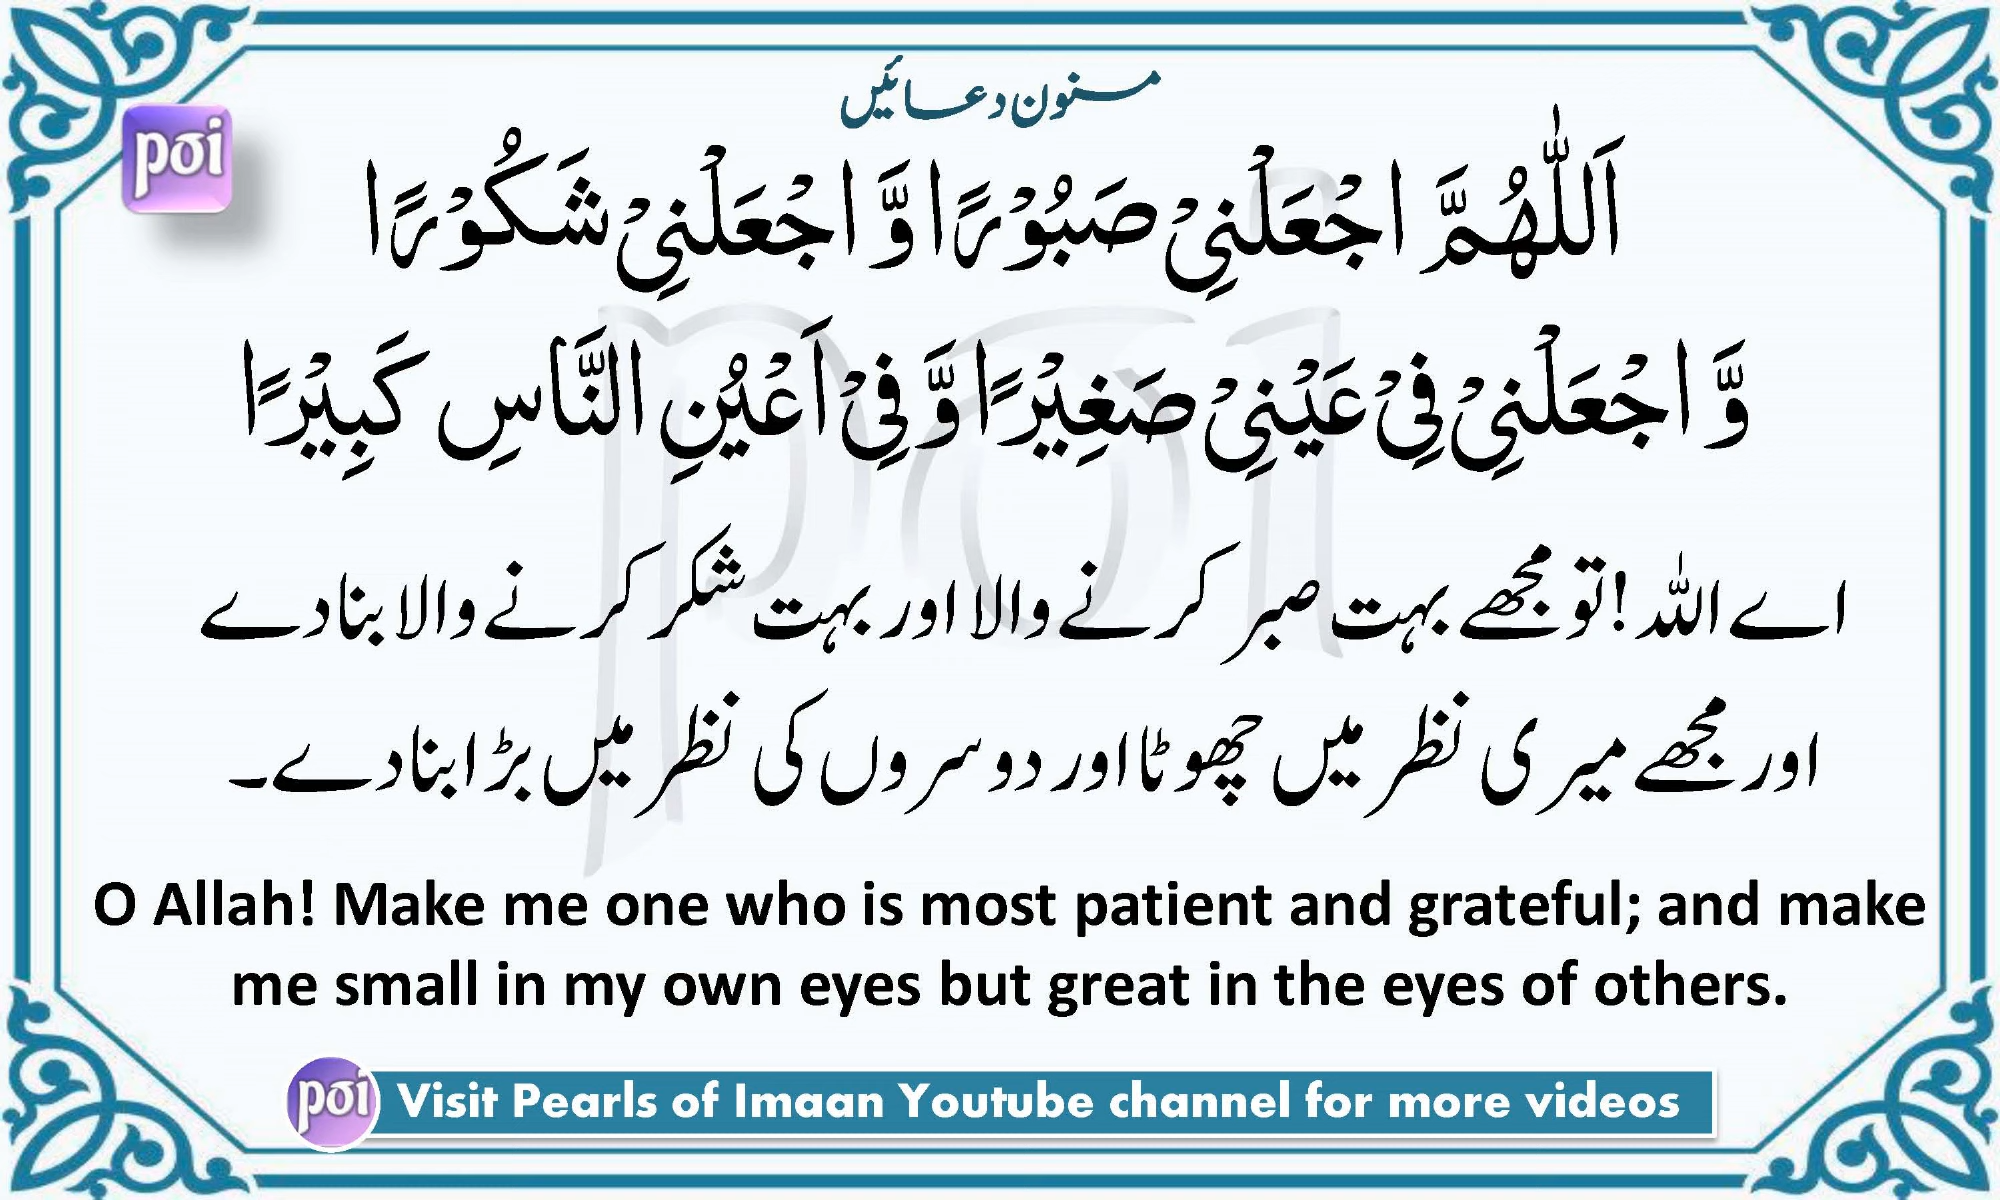 مسنون دعائیں
poi
اَللّٰهُمَّ اجْعَلْنِيْ صَبُوْرًا وَّ اجْعَلْنِيْ شَكُوْرًا
وَّ اجْعَلْنِيْ فِيْ عَيْنِيْ صَغِيْرًا وَّ فِيْ اَعْيُنِ النَّاسِ كَبِيْرًا
اے اللہ! تو مجھے بہت صبر کرنے والا اور بہت شکر کرنے والا بنا دے
اور مجھے میری نظر میں چھوٹا اور دوسروں کی نظر میں بڑا بنا دے۔
O Allah! Make me one who is most patient and grateful; and make
me small in my own eyes but great in the eyes of others.
poi Visit Pearls of Imaan Youtube channel for more videos